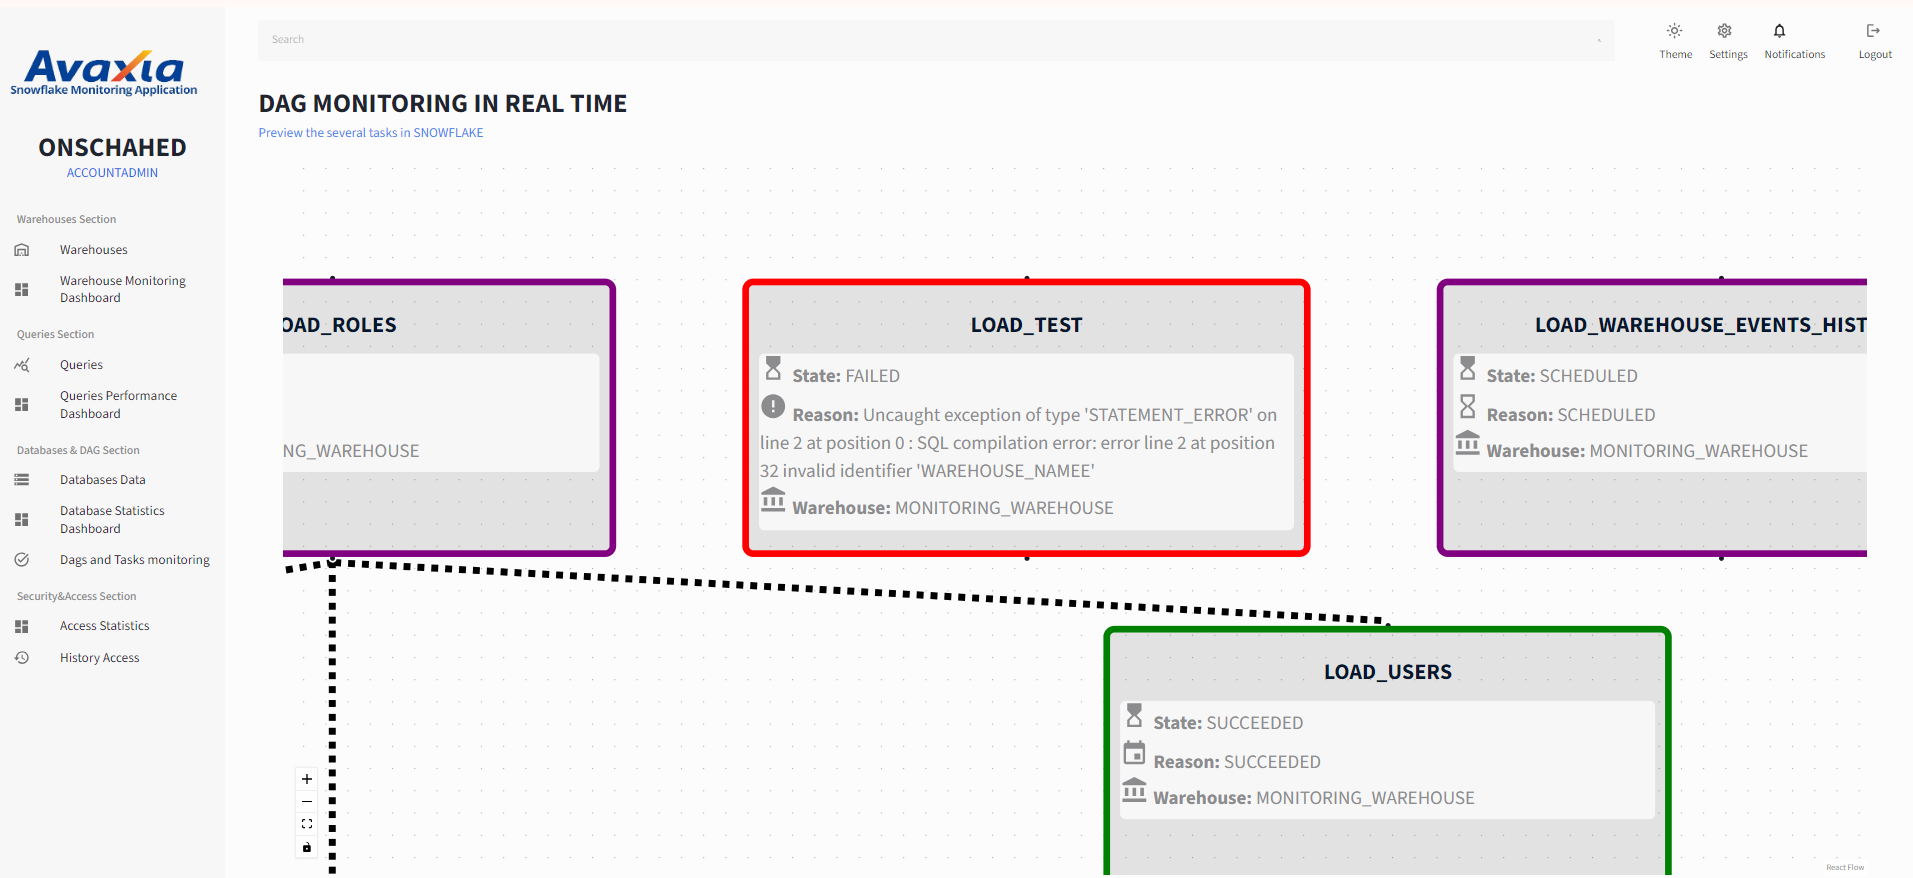 Avaxia
Snowflake Monitoring Application
ONSCHAHED
ACCOUNTADMIN
Warehouses Section
Warehouses
Warehouse Monitoring
Dashboard
Queries Section
Queries
Queries Performance
Dashboard
Databases & DAG Section
Databases Data
Database Statistics
Dashboard
Dags and Tasks monitoring
Security&Access Section
Access Statistics
History Access
Search
Theme
Settings
Notifications
Logout
DAG MONITORING IN REAL TIME
Preview the several tasks in SNOWFLAKE
OAD_ROLES
NG_WAREHOUSE
LOAD_TEST
State: FAILED
Reason: Uncaught exception of type 'STATEMENT_ERROR' on
line 2 at position 0 : SQL compilation error: error line 2 at position
32 invalid identifier 'WAREHOUSE_NAMEE'
Warehouse: MONITORING_WAREHOUSE
LOAD_WAREHOUSE_EVENTS_HIST
State: SCHEDULED
Reason: SCHEDULED
Warehouse: MONITORING_WAREHOUSE
LOAD_USERS
State: SUCCEEDED
Reason: SUCCEEDED
Warehouse: MONITORING_WAREHOUSE
React Flow